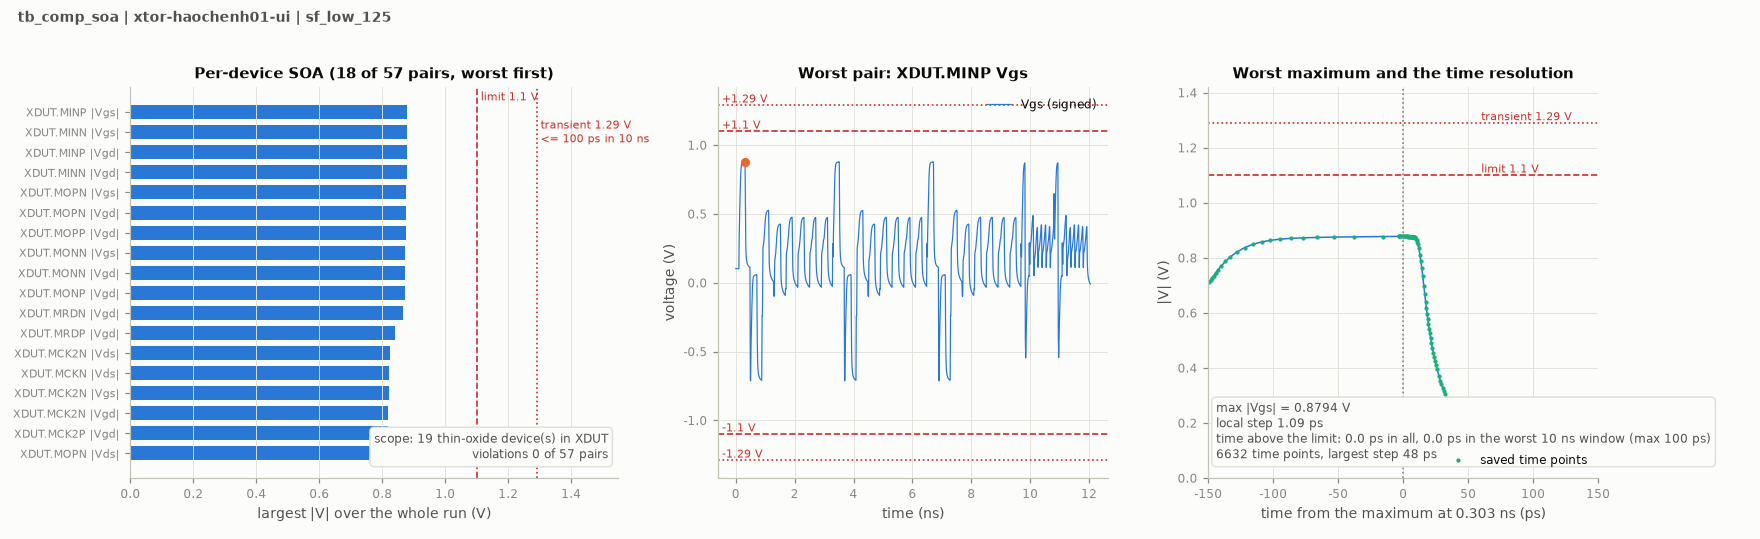 tb_comp_soa | xtor-haochenh01-ui | sf_low_125
Per-device SOA (18 of 57 pairs, worst first)
limit 1.1 V
transient 1.29 V
<= 100 ps in 10 ns
XDUT.MINP |Vgs|
XDUT.MINN |Vgs|
XDUT.MINP |Vgd|
XDUT.MINN |Vgd|
XDUT.MOPN |Vgs|
XDUT.MOPN |Vgd|
XDUT.MOPP |Vgd|
XDUT.MONN |Vgs|
XDUT.MONN |Vgd|
XDUT.MONP |Vgd|
XDUT.MRDN |Vgd|
XDUT.MRDP |Vgd|
XDUT.MCK2N |Vds|
XDUT.MCKN |Vds|
XDUT.MCK2N |Vgs|
XDUT.MCK2N |Vgd|
XDUT.MCK2P |Vgd|
XDUT.MOPN |Vds|
scope: 19 thin-oxide device(s) in XDUT
violations 0 of 57 pairs
0.0 0.2 0.4 0.6 0.8 1.0 1.2 1.4
largest |V| over the whole run (V)
Worst pair: XDUT.MINP Vgs
+1.29 V
Vgs (signed)
+1.1 V
1.0
0.5
0.0
-0.5
-1.0
-1.1 V
-1.29 V
voltage (V)
0 2 4 6 8 10 12
time (ns)
Worst maximum and the time resolution
1.4
1.2
1.0
0.8
0.6
0.4
0.2
0.0
|V| (V)
transient 1.29 V
limit 1.1 V
max |Vgs| = 0.8794 V
local step 1.09 ps
time above the limit: 0.0 ps in all, 0.0 ps in the worst 10 ns window (max 100 ps)
6632 time points, largest step 48 ps
saved time points
-150 -100 -50 0 50 100 150
time from the maximum at 0.303 ns (ps)